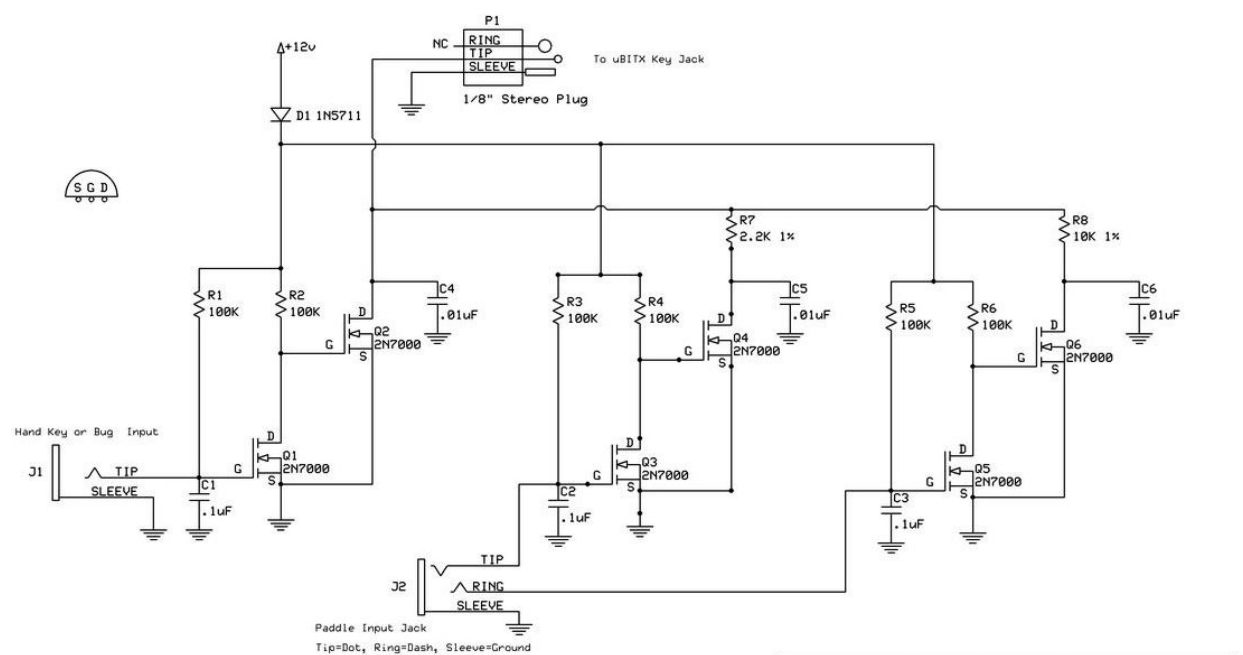 P1
+12v
NC
RING
TIP
SLEEVE
To uBITX Key Jack
1/8" Stereo Plug
D1 1N5711
S G D
R7
2.2K 1%
R8
10K 1%
R1
100K
R2
100K
C4
.01uF
D
Q2
2N7000
G
S
R3
100K
R4
100K
C5
.01uF
D
Q4
2N7000
G
S
R5
100K
R6
100K
C6
.01uF
D
Q6
2N7000
G
S
Hand Key or Bug Input
J1
TIP
SLEEVE
D
Q1
2N7000
G
S
C1
.1uF
D
Q3
2N7000
G
S
C2
.1uF
D
Q5
2N7000
G
S
C3
.1uF
J2
TIP
RING
SLEEVE
Paddle Input Jack
Tip=Dot, Ring=Dash, Sleeve=Ground